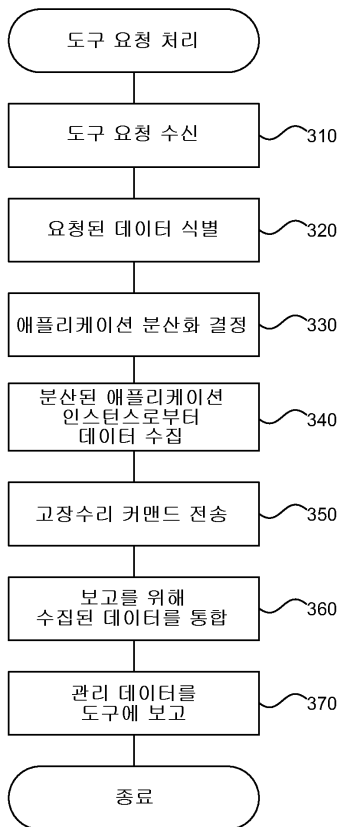 도구 요청 처리
도구 요청 수신
310
요청된 데이터 식별
320
애플리케이션 분산화 결정
330
분산된 애플리케이션
인스턴스로부터
데이터 수집
340
고장수리 커맨드 전송
350
보고를 위해
수집된 데이터를 통합
360
관리 데이터를
도구에 보고
370
종료